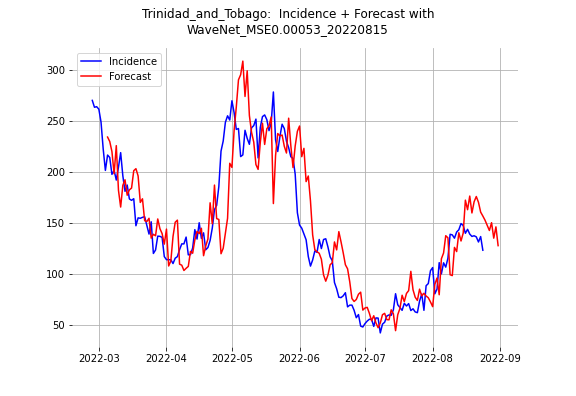 Trinidad_and_Tobago:  Incidence + Forecast with
WaveNet_MSE0.00053_20220815
Incidence
Forecast
300
250
200
150
100
50
2022-03 2022-04 2022-05 2022-06 2022-07 2022-08 2022-09